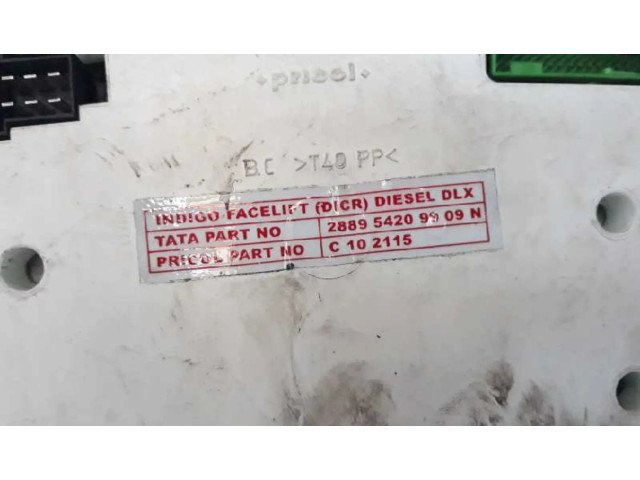 pricol
B.C >T40 PP<
INDIGO FACELIFT (DICR) DIESEL DLX
TATA PART NO 2889 5420 99 09 N
PRICOL PART NO C 10 2115